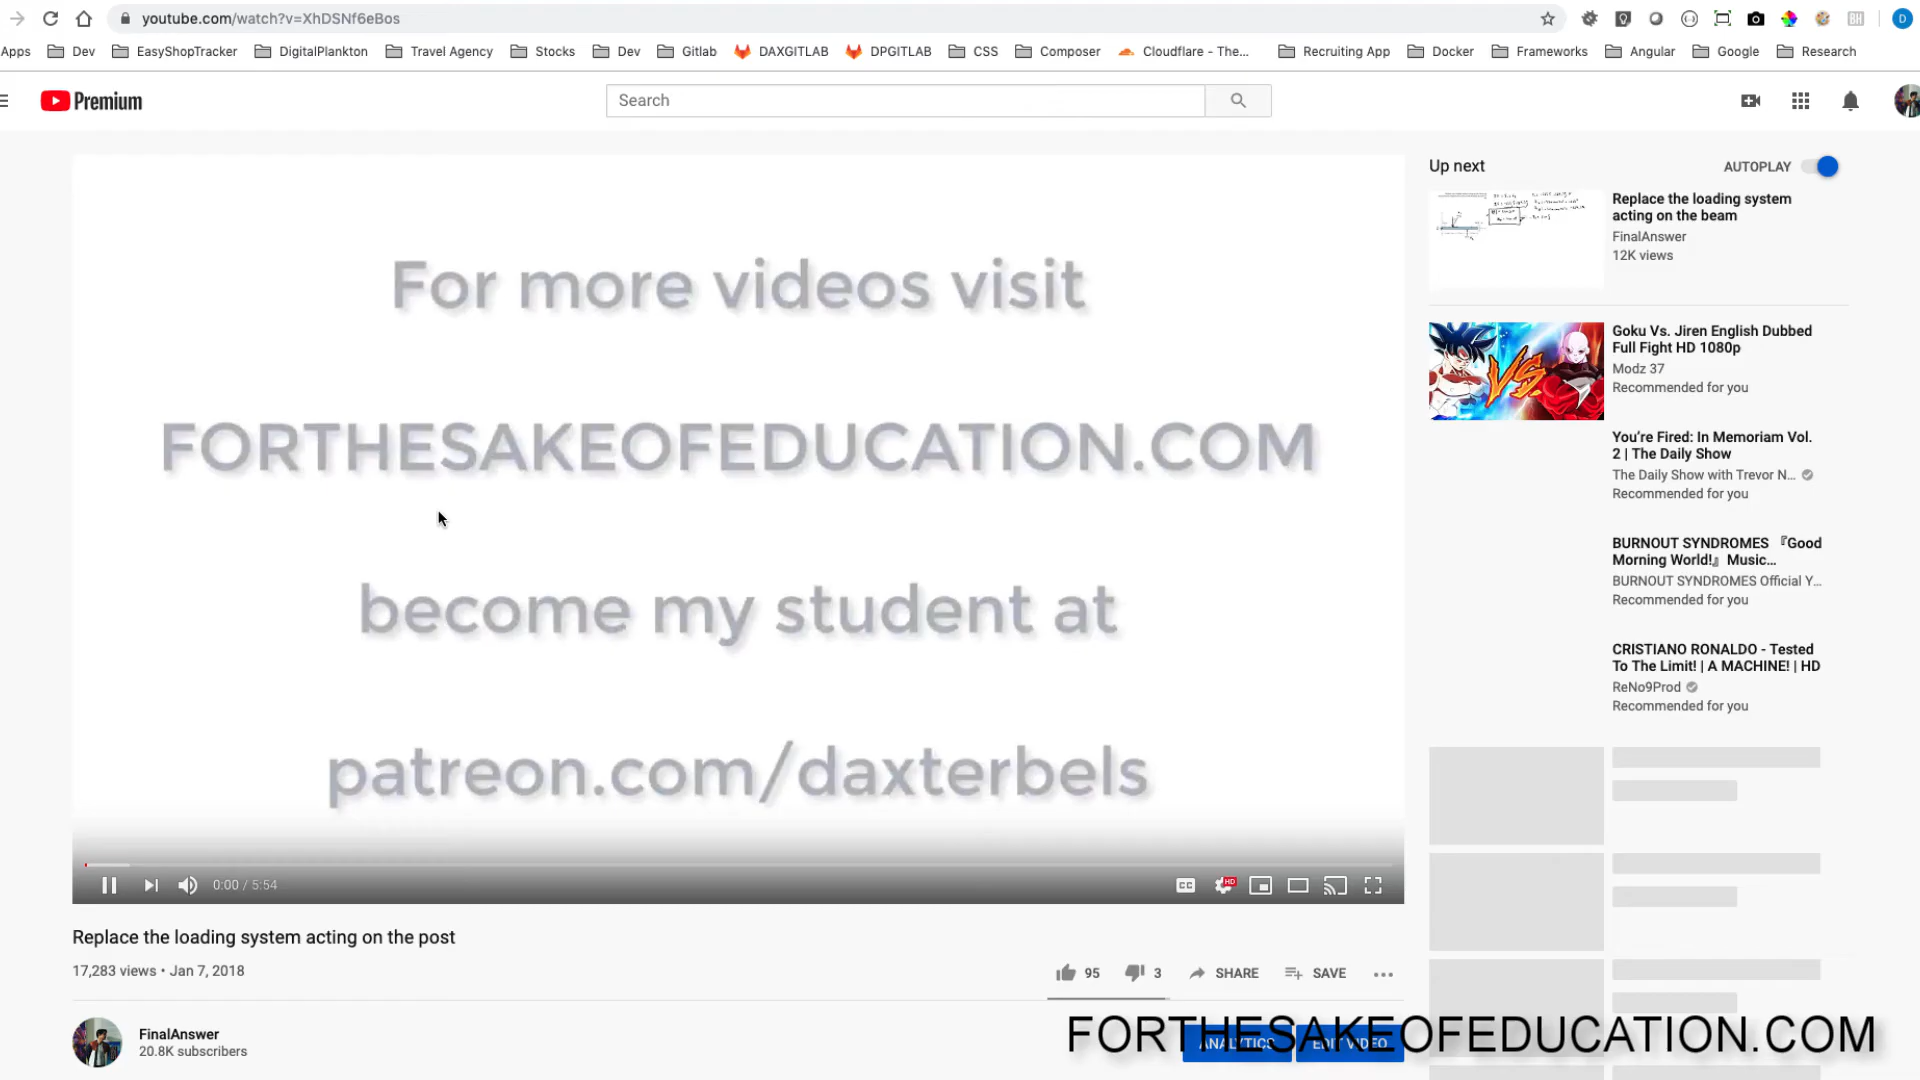 youtube.com/watch?v=XhDSNf6eBos
Apps Dev EasyShopTracker DigitalPlankton Travel Agency Stocks Dev Gitlab DAXGITLAB DPGITLAB CSS Composer Cloudflare - The... Recruiting App Docker Frameworks Angular Google Research
Premium
Search
For more videos visit
FORTHESAKEOFEDUCATION.COM
become my student at
patreon.com/daxterbels
0:00 / 5:54
CC
HD
Replace the loading system acting on the post
17,283 views • Jan 7, 2018
95
3
SHARE
SAVE
FinalAnswer
20.8K subscribers
ANALYTICS
EDIT VIDEO
Up next
AUTOPLAY
Replace the loading system
acting on the beam
FinalAnswer
12K views
VS.
Goku Vs. Jiren English Dubbed
Full Fight HD 1080p
Modz 37
Recommended for you
You’re Fired: In Memoriam Vol.
2 | The Daily Show
The Daily Show with Trevor N...
Recommended for you
BURNOUT SYNDROMES 『Good
Morning World!』 Music...
BURNOUT SYNDROMES Official Y...
Recommended for you
CRISTIANO RONALDO - Tested
To The Limit! | A MACHINE! | HD
ReNo9Prod
Recommended for you
FORTHESAKEOFEDUCATION.COM